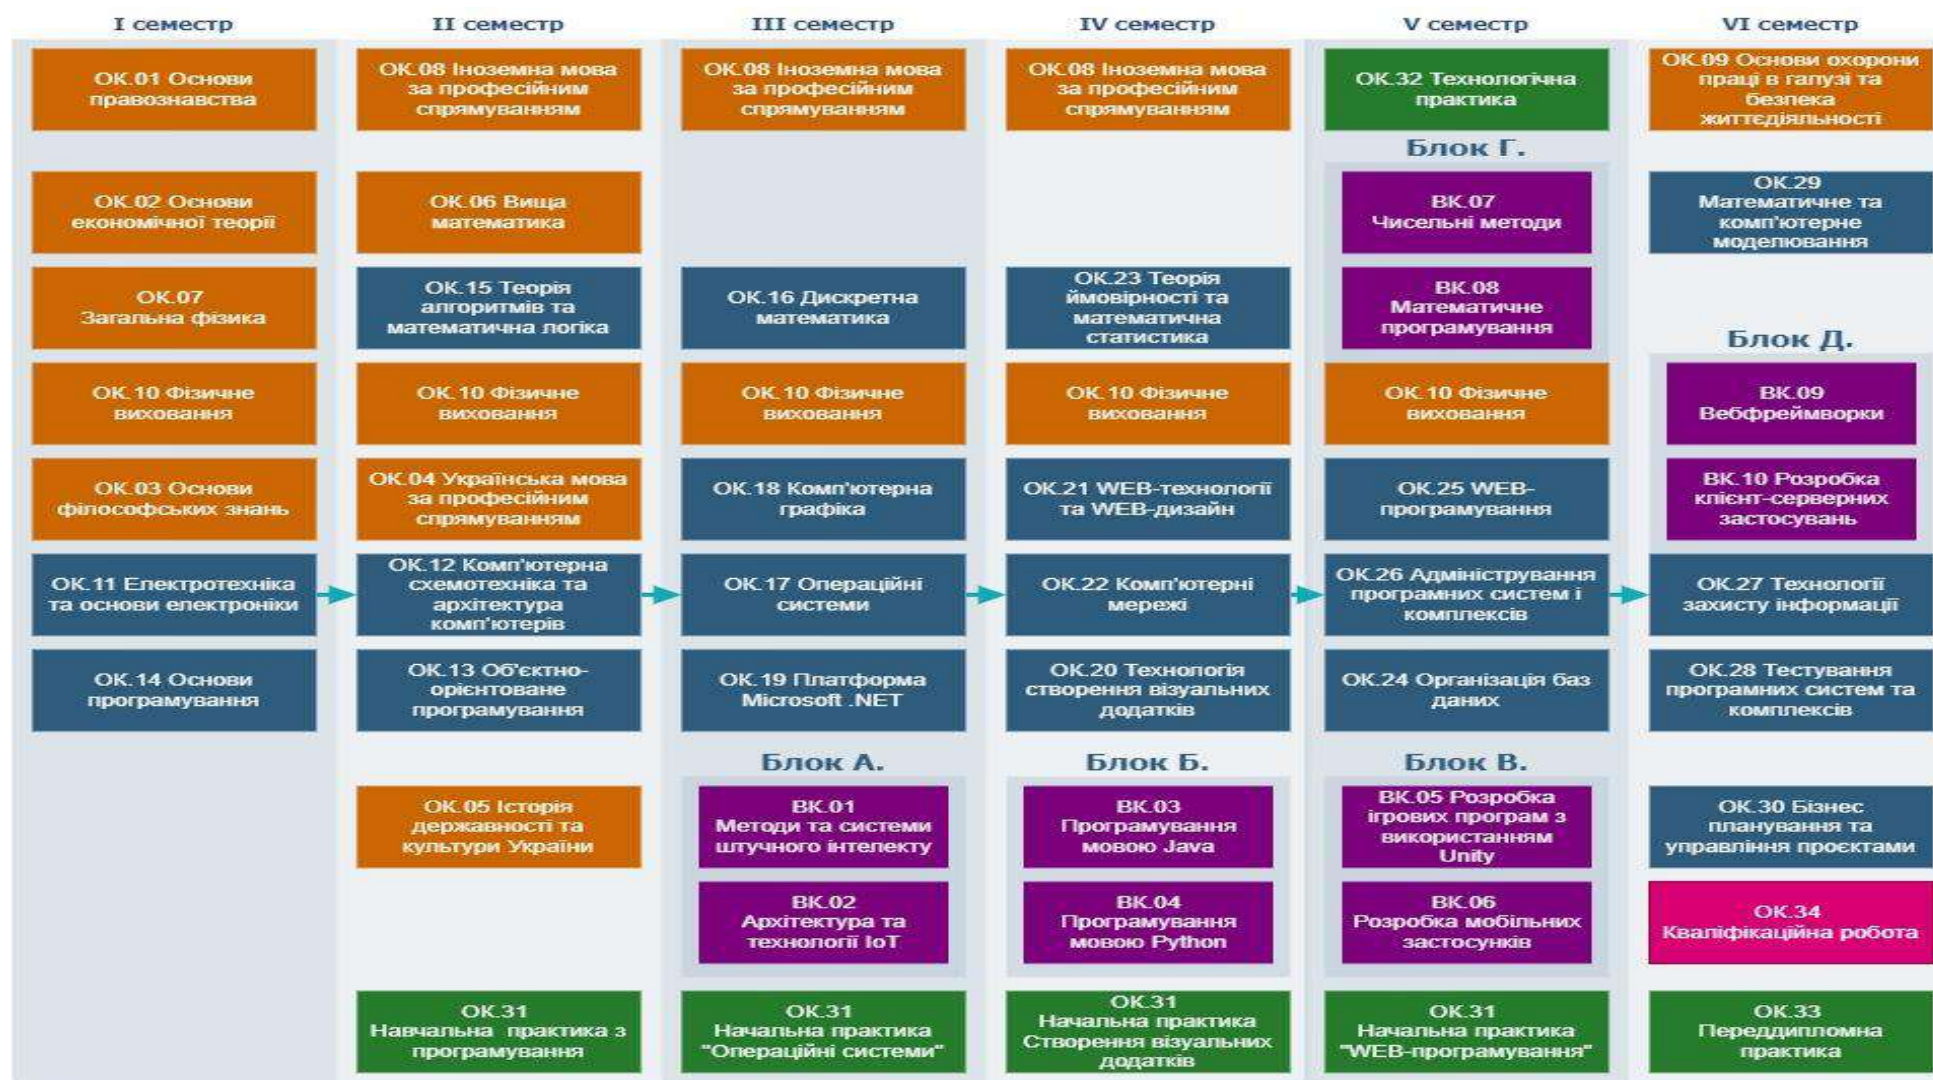 I семестр
II семестр
III семестр
IV семестр
V семестр
VI семестр
ОК.01 Основи
правознавства
ОК.08 Іноземна мова
за професійним
спрямуванням
ОК.08 Іноземна мова
за професійним
спрямуванням
ОК.08 Іноземна мова
за професійним
спрямуванням
ОК.32 Технологічна
практика
ОК.09 Основи охорони
праці в галузі та
безпека
життєдіяльності
Блок Г.
ОК.02 Основи
економічної теорії
ОК.06 Вища
математика
ВК.07
Чисельні методи
ОК.29
Математичне та
комп'ютерне
моделювання
ОК.07
Загальна фізика
ОК.15 Теорія
алгоритмів та
математична логіка
ОК.16 Дискретна
математика
ОК.23 Теорія
ймовірності та
математична
статистика
ВК.08
Математичне
програмування
Блок Д.
ОК.10 Фізичне
виховання
ОК.10 Фізичне
виховання
ОК.10 Фізичне
виховання
ОК.10 Фізичне
виховання
ОК.10 Фізичне
виховання
ВК.09
Вебфреймворки
ОК.03 Основи
філософських знань
ОК.04 Українська мова
за професійним
спрямуванням
ОК.18 Комп'ютерна
графіка
ОК.21 WEB-технології
та WEB-дизайн
ОК.25 WEB-
програмування
ВК.10 Розробка
клієнт-серверних
застосувань
ОК.11 Електротехніка
та основи електроніки
ОК.12 Комп'ютерна
схемотехніка та
архітектура
комп'ютерів
ОК.17 Операційні
системи
ОК.22 Комп'ютерні
мережі
ОК.26 Адміністрування
програмних систем і
комплексів
ОК.27 Технології
захисту інформації
ОК.14 Основи
програмування
ОК.13 Об'єктно-
орієнтоване
програмування
ОК.19 Платформа
Microsoft .NET
ОК.20 Технологія
створення візуальних
додатків
ОК.24 Організація баз
даних
ОК.28 Тестування
програмних систем та
комплексів
Блок А.
Блок Б.
Блок В.
ОК.05 Історія
державності та
культури України
ВК.01
Методи та системи
штучного інтелекту
ВК.03
Програмування
мовою Java
ВК.05 Розробка
ігрових програм з
використанням
Unity
ОК.30 Бізнес
планування та
управління проєктами
ВК.02
Архітектура та
технології IoT
ВК.04
Програмування
мовою Python
ВК.06
Розробка мобільних
застосунків
ОК.34
Кваліфікаційна робота
ОК.31
Навчальна практика з
програмування
ОК.31
Начальна практика
"Операційні системи"
ОК.31
Начальна практика
Створення візуальних
додатків
ОК.31
Начальна практика
"WEB-програмування"
ОК.33
Переддипломна
практика